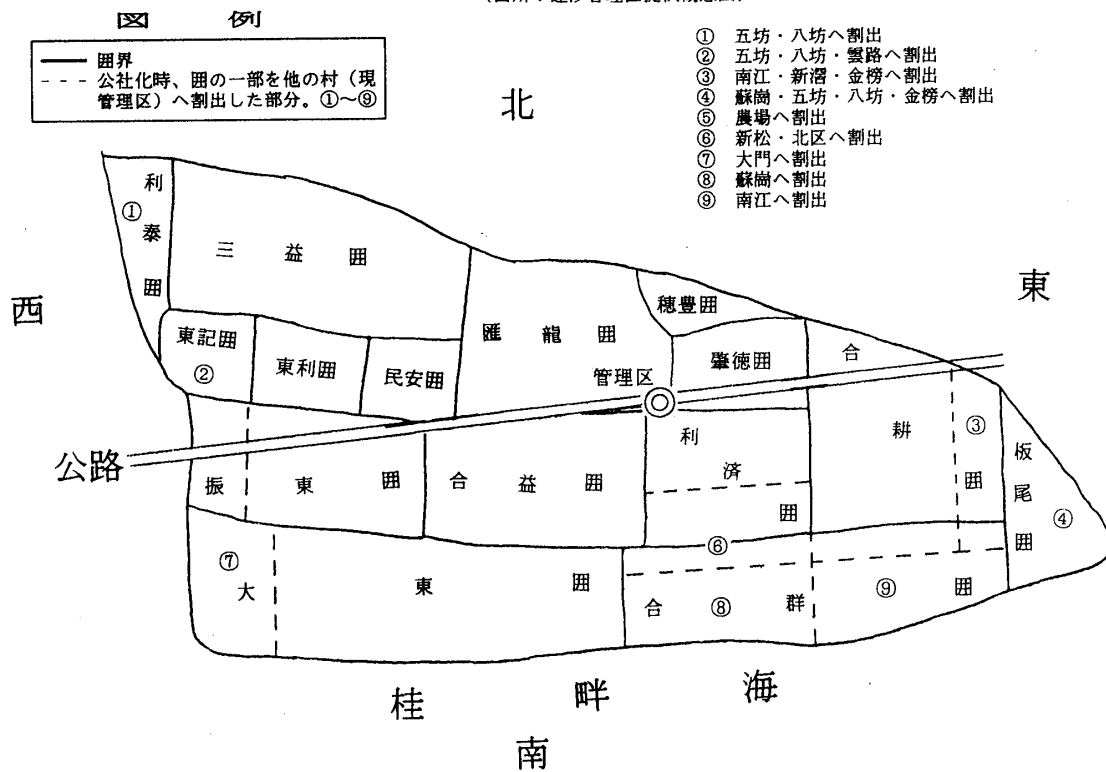 図 例
囲界
公社化時、囲の一部を他の村（現
管理区）へ割出した部分。①～⑨
① 五坊・八坊へ割出
② 五坊・八坊・雲路へ割出
③ 南江・新滘・金榜へ割出
④ 蘇崗・五坊・八坊・金榜へ割出
⑤ 農場へ割出
⑥ 新松・北区へ割出
⑦ 大門へ割出
⑧ 蘇崗へ割出
⑨ 南江へ割出
北
西
東
南
①
利泰囲
三益囲
東記囲
②
東利囲
民安囲
匯龍囲
穂豊囲
肇徳囲
管理区
合耕囲
③
板尾囲
④
公路
振東囲
合益囲
利済囲
⑥
⑦
大東囲
合群囲
⑧
⑨
桂畔海